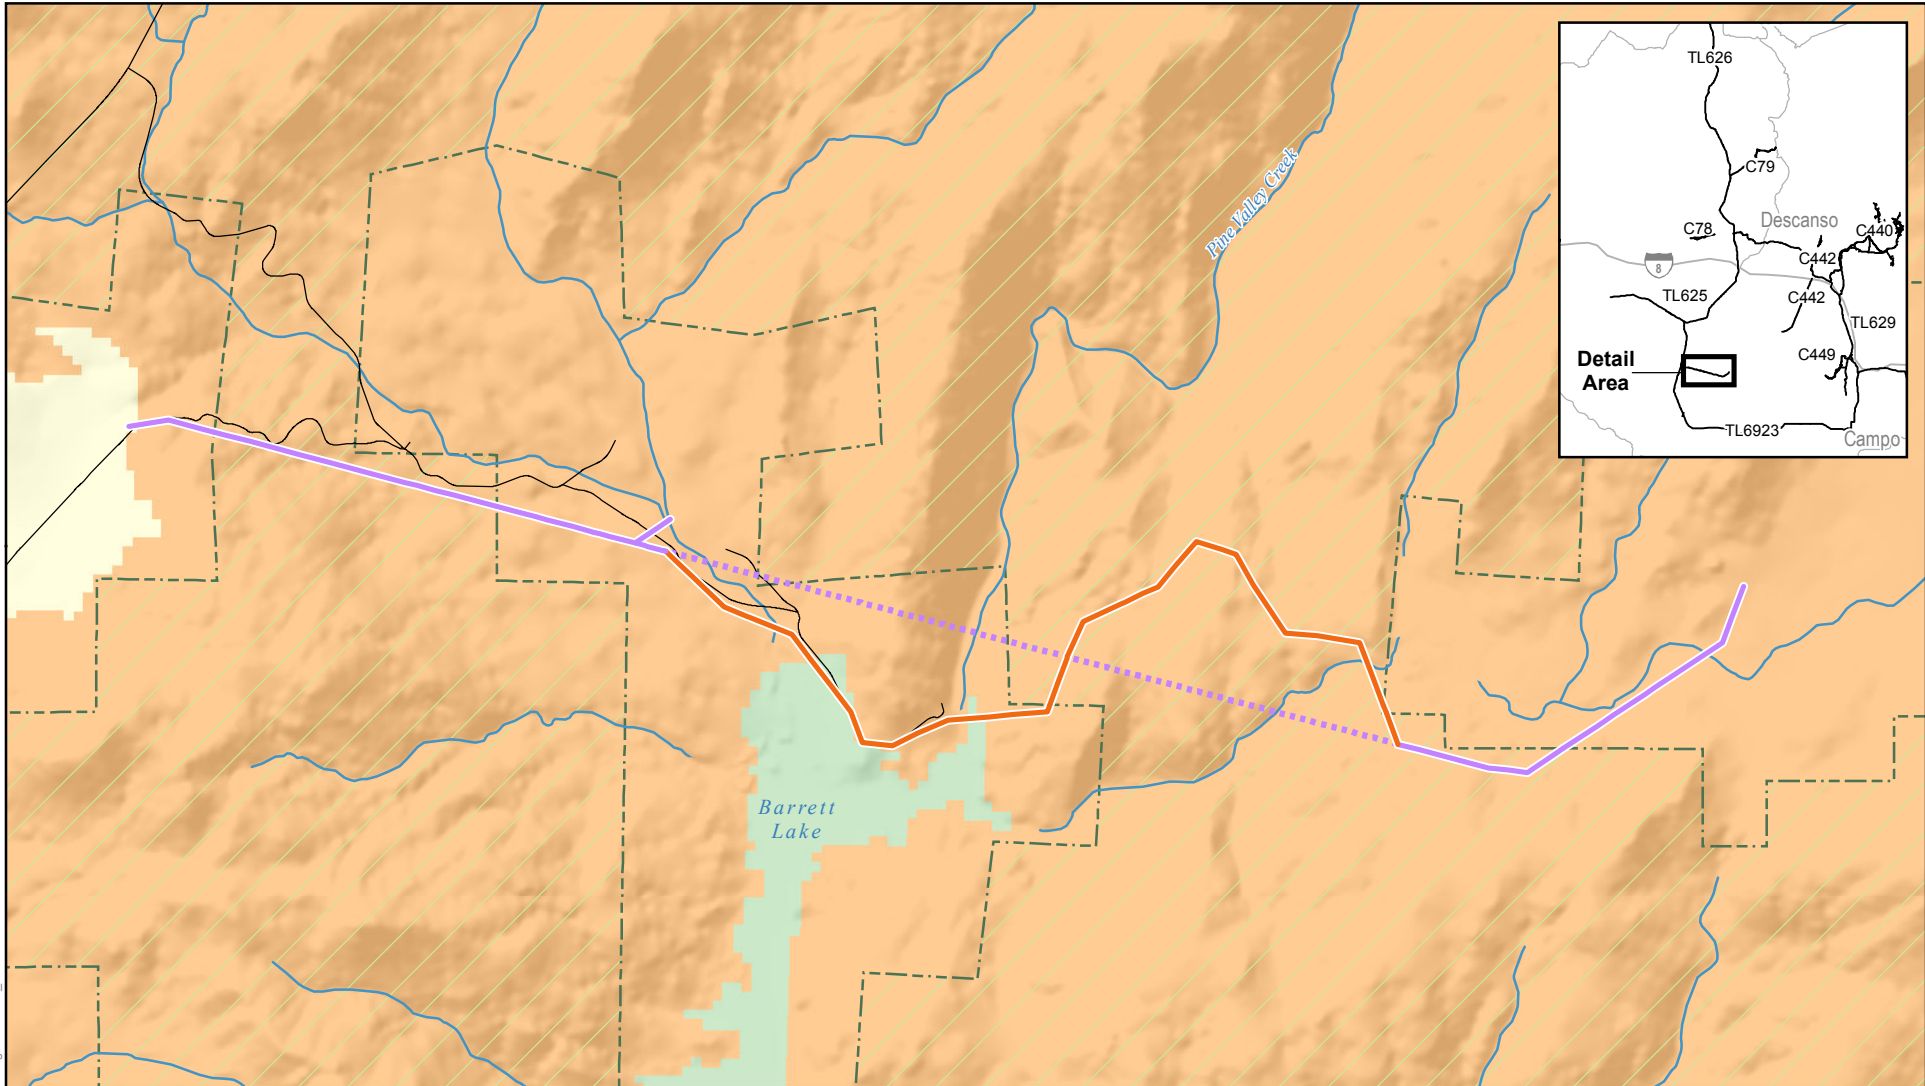 Pine Valley Creek
Barrett
Lake
TL626
C79
Descanso
C78
C440
C442
8
TL625
C442
TL629
C449
Detail
Area
TL6923
Campo